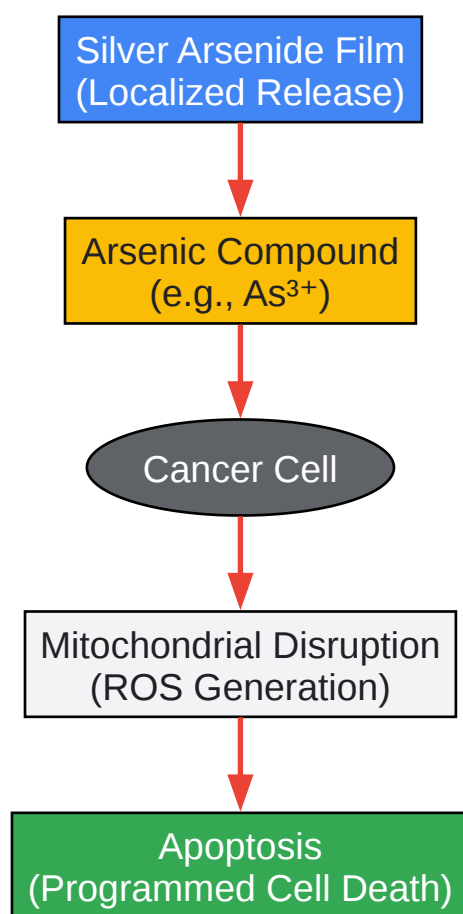 Silver Arsenide Film
(Localized Release)
Arsenic Compound
(e.g., As³⁺)
Cancer Cell
Mitochondrial Disruption
(ROS Generation)
Apoptosis
(Programmed Cell Death)